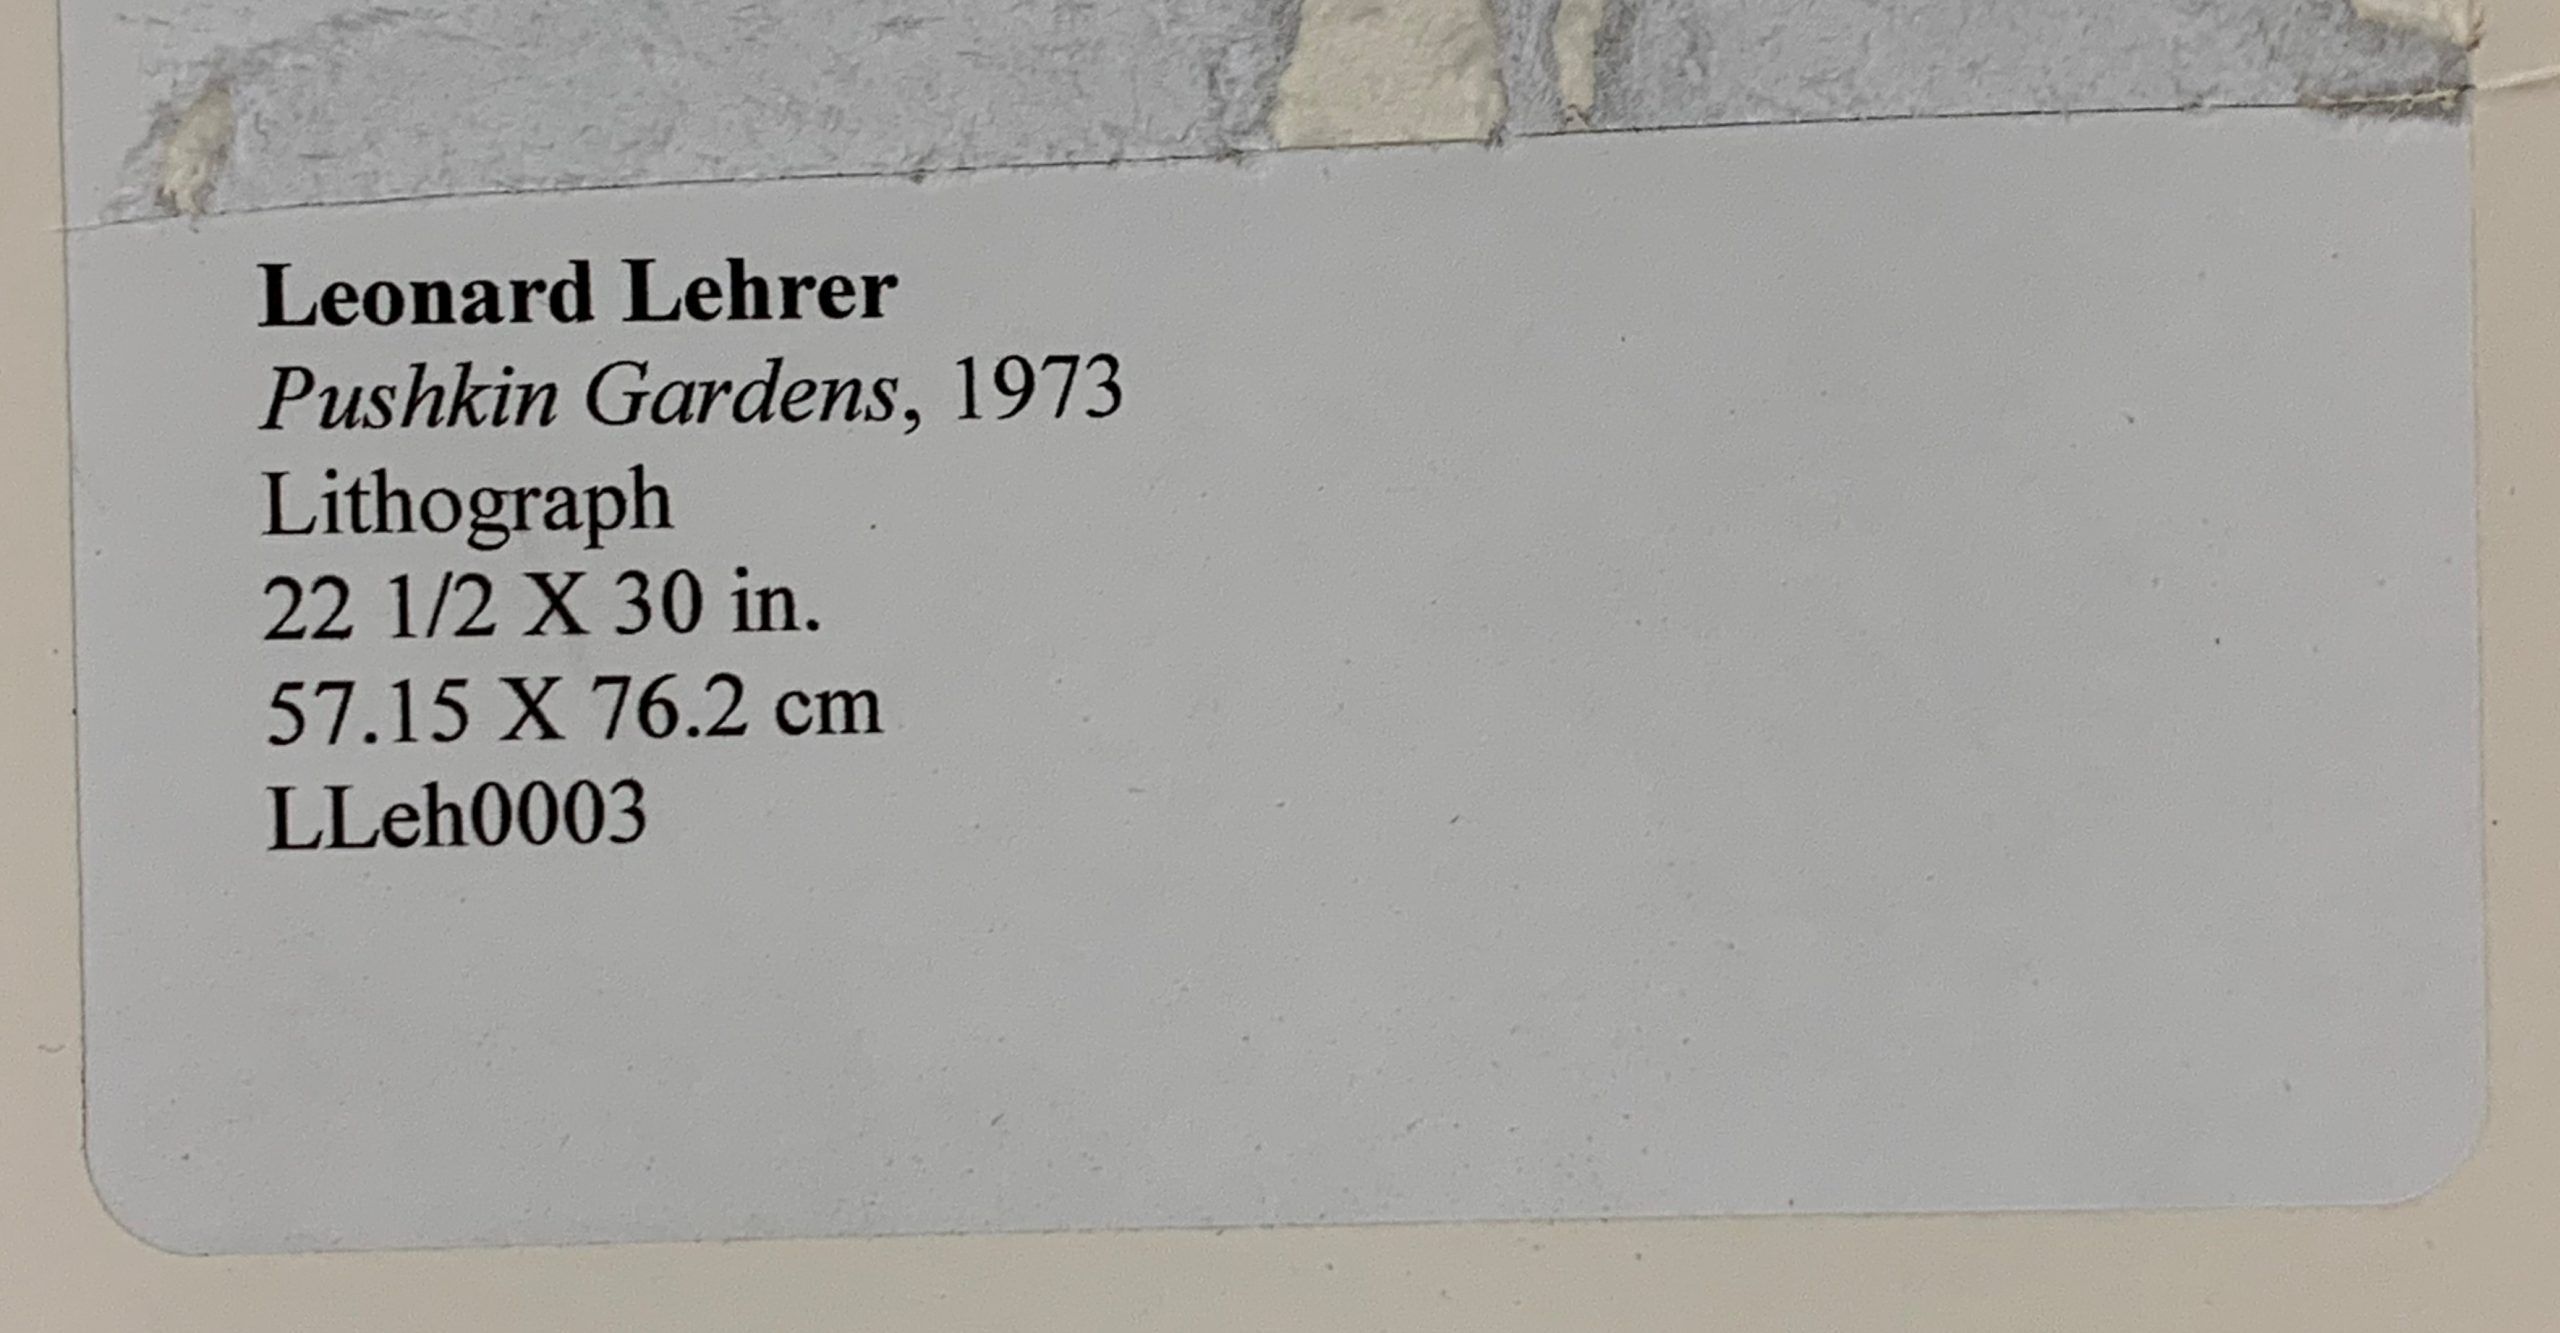 Leonard Lehrer
Pushkin Gardens, 1973
Lithograph
22 1/2 X 30 in.
57.15 X 76.2 cm
LLeh0003